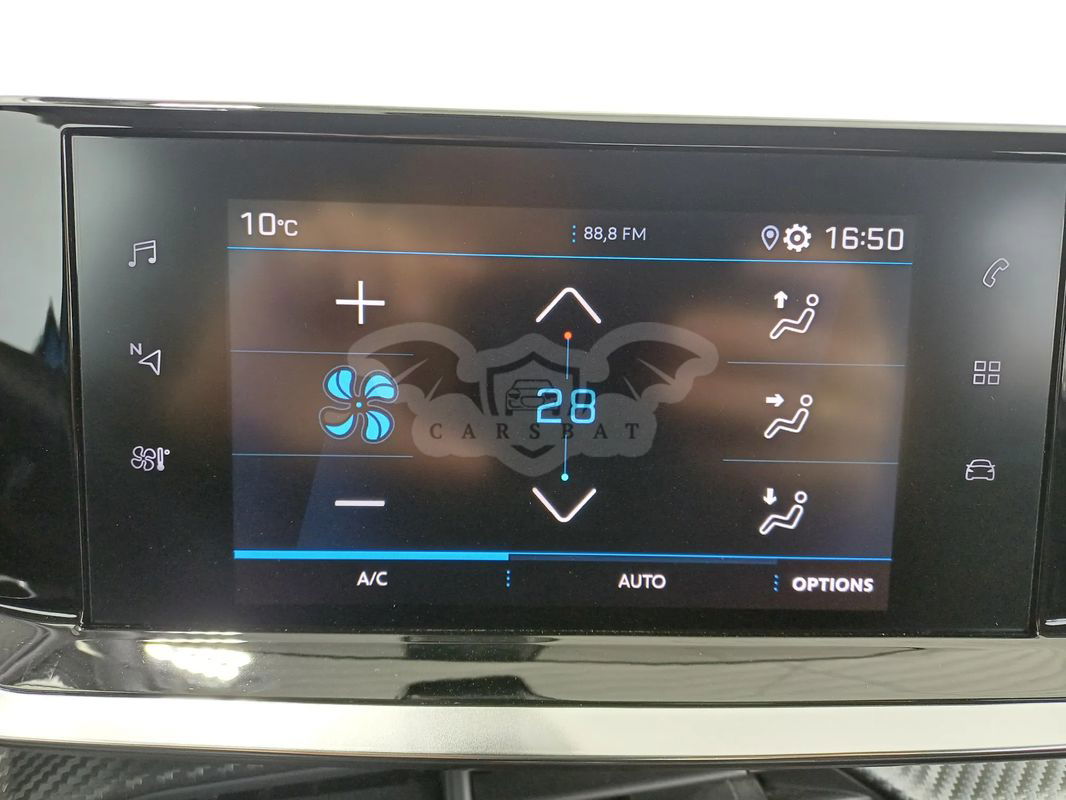 10°C
88,8 FM
16:50
N
28
CARSBAT
A/C
AUTO
OPTIONS